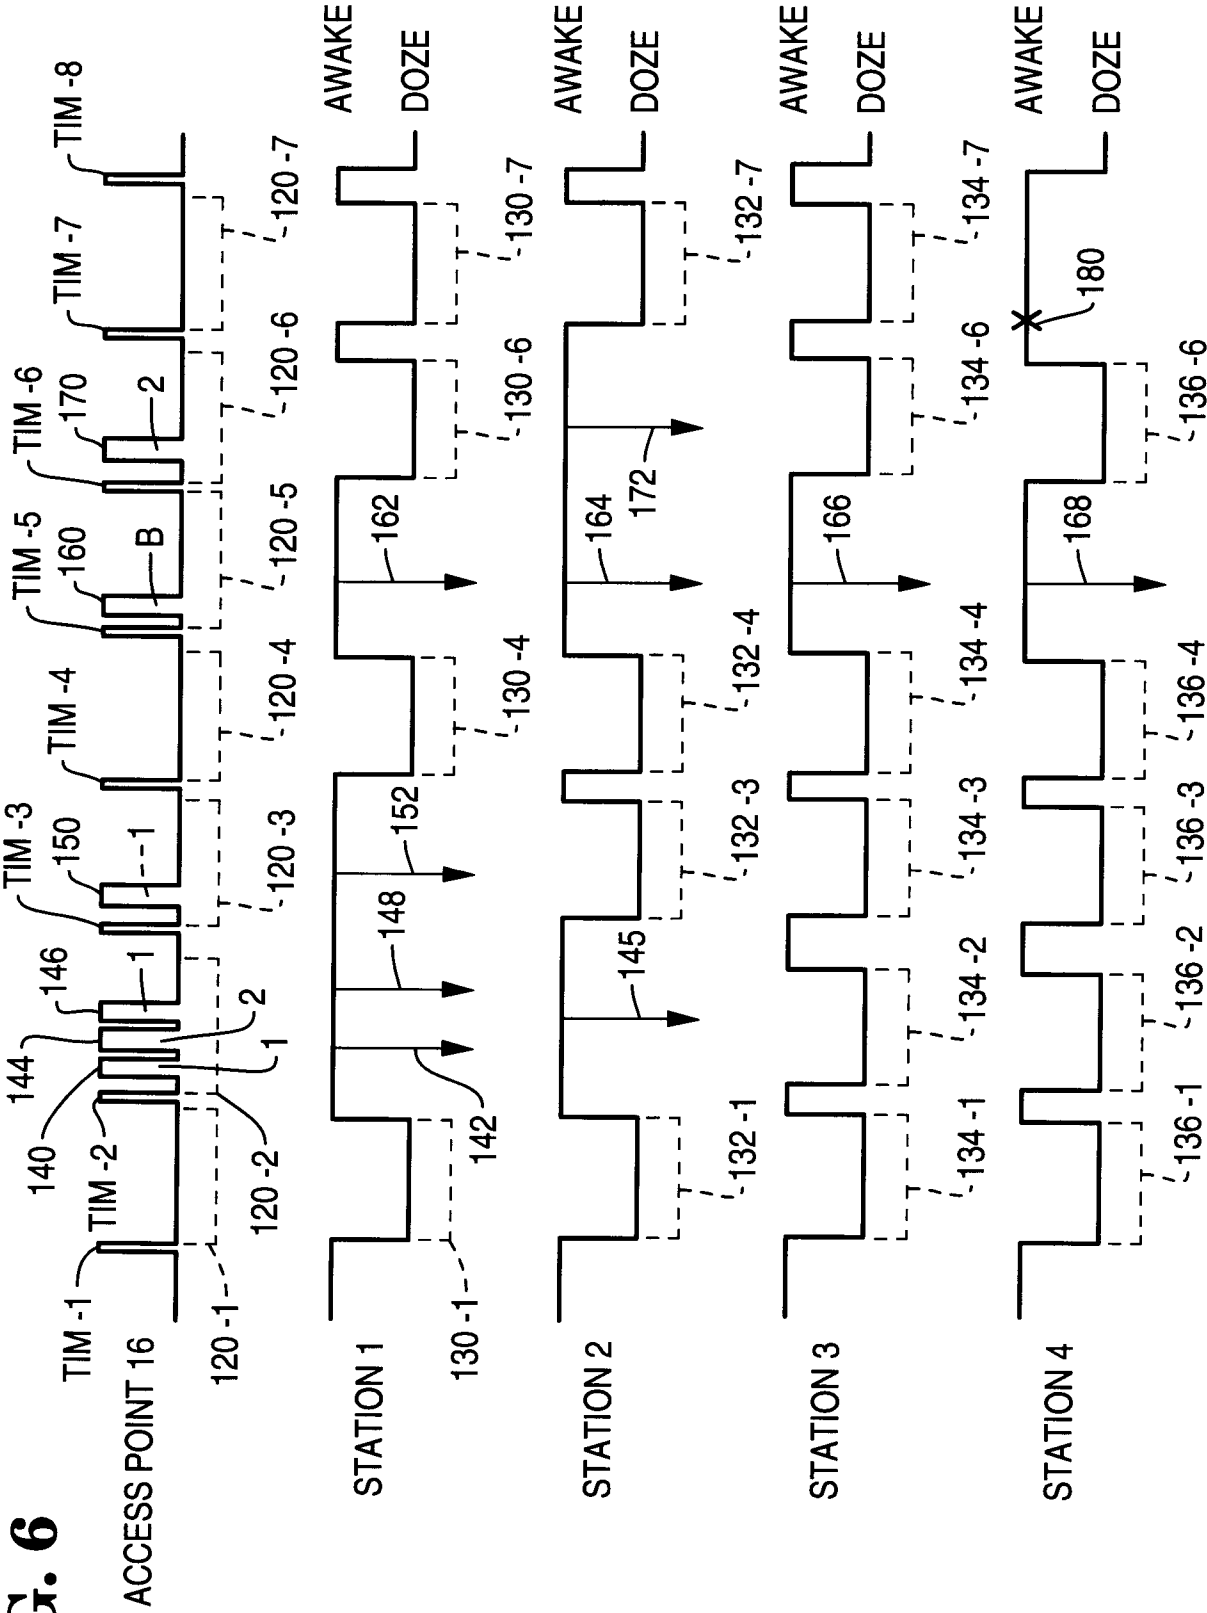 G. 6
ACCESS POINT 16
TIM -1
TIM -2
140
144
146
TIM -3
150
TIM -4
TIM -5
160
TIM -6
170
TIM -7
TIM -8
1
2
1
1
B
2
120 -1
120 -2
120 -3
120 -4
120 -5
120 -6
120 -7
STATION 1
AWAKE
DOZE
130 -1
142
148
152
130 -4
162
130 -6
130 -7
STATION 2
AWAKE
DOZE
132 -1
145
132 -3
132 -4
164
172
132 -7
STATION 3
AWAKE
DOZE
134 -1
134 -2
134 -3
134 -4
166
134 -6
134 -7
STATION 4
AWAKE
DOZE
136 -1
136 -2
136 -3
136 -4
168
136 -6
180